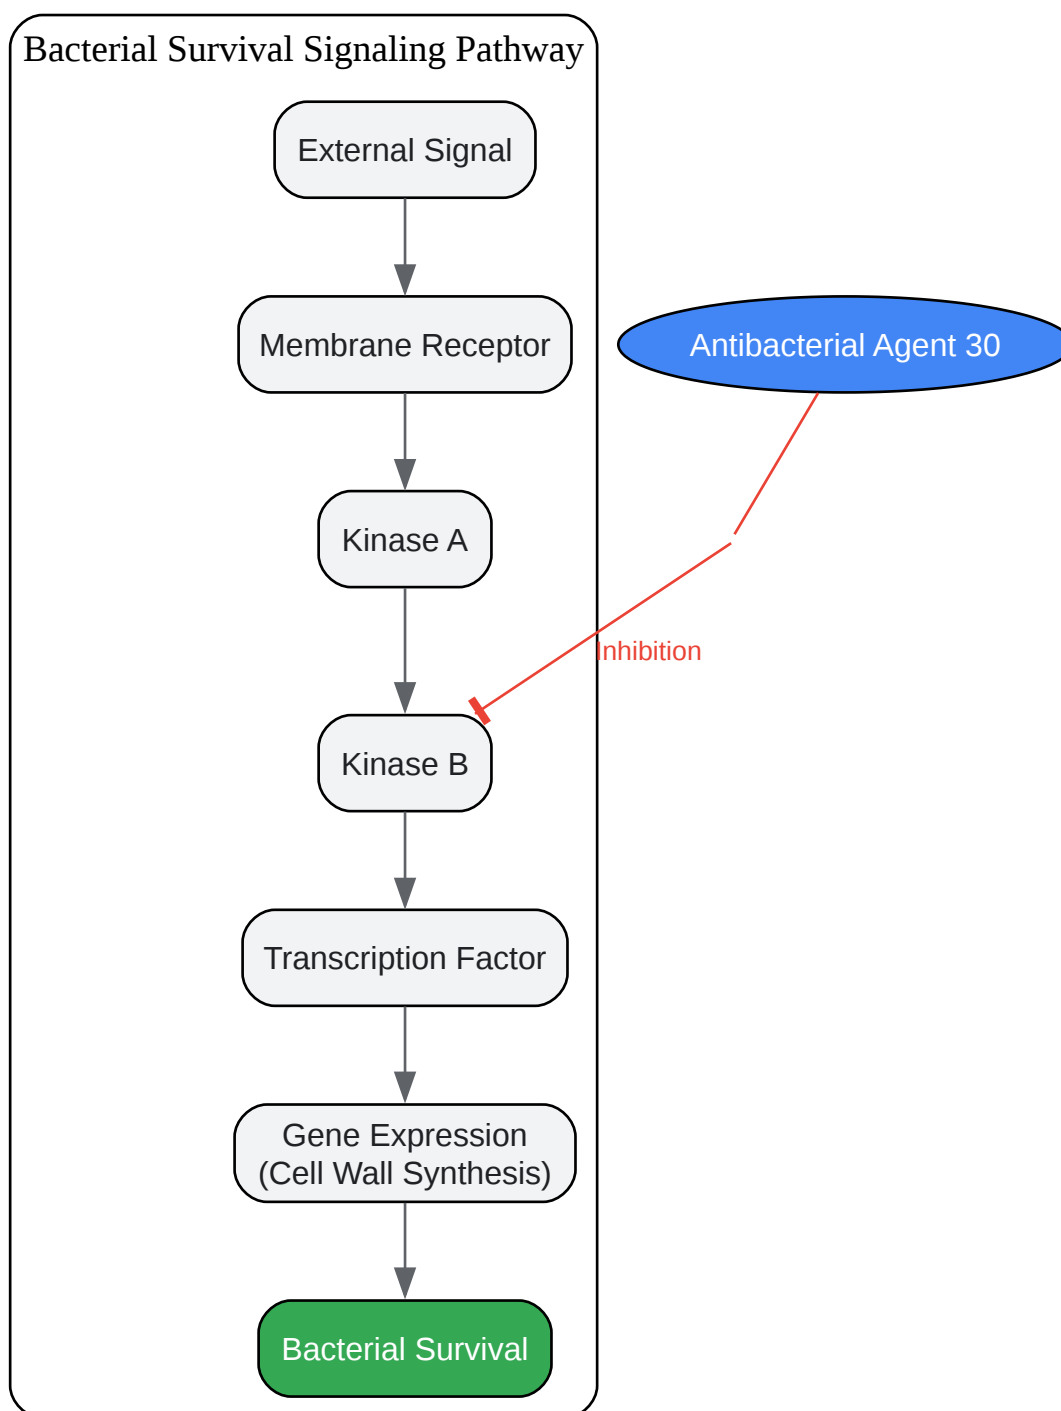 Bacterial Survival Signaling Pathway
External Signal
Membrane Receptor
Antibacterial Agent 30
Kinase A
Inhibition
Kinase B
Transcription Factor
Gene Expression
(Cell Wall Synthesis)
Bacterial Survival